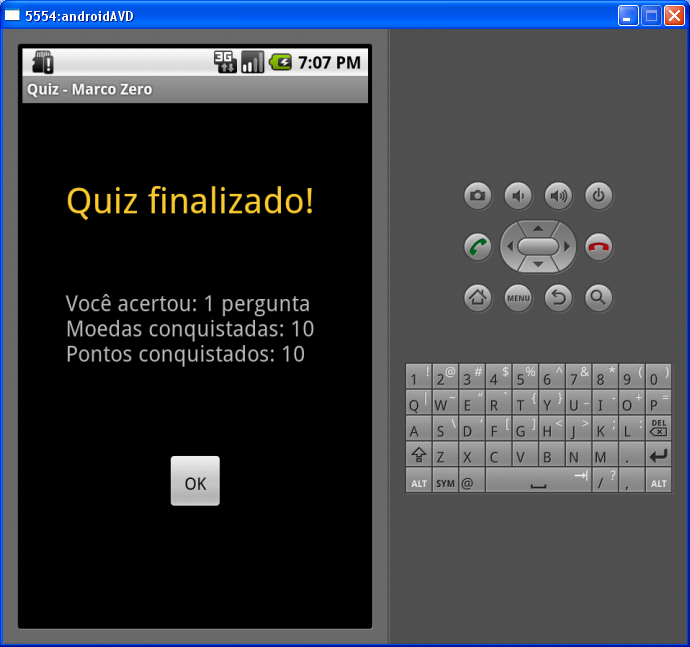 5554:androidAVD
3G 7:07 PM
Quiz - Marco Zero
Quiz finalizado!
Você acertou: 1 pergunta
Moedas conquistadas: 10
Pontos conquistados: 10
OK
MENU
1 ! 2 @ 3 # 4 $ 5 % 6 ^ 7 & 8 * 9 ( 0 )
Q | W ~ E " R ` T { Y } U _ I - O + P =
A S \ D ' F [ G ] H < J > K ; L : DEL
Z X C V B N M .
ALT SYM @ / ? , ALT